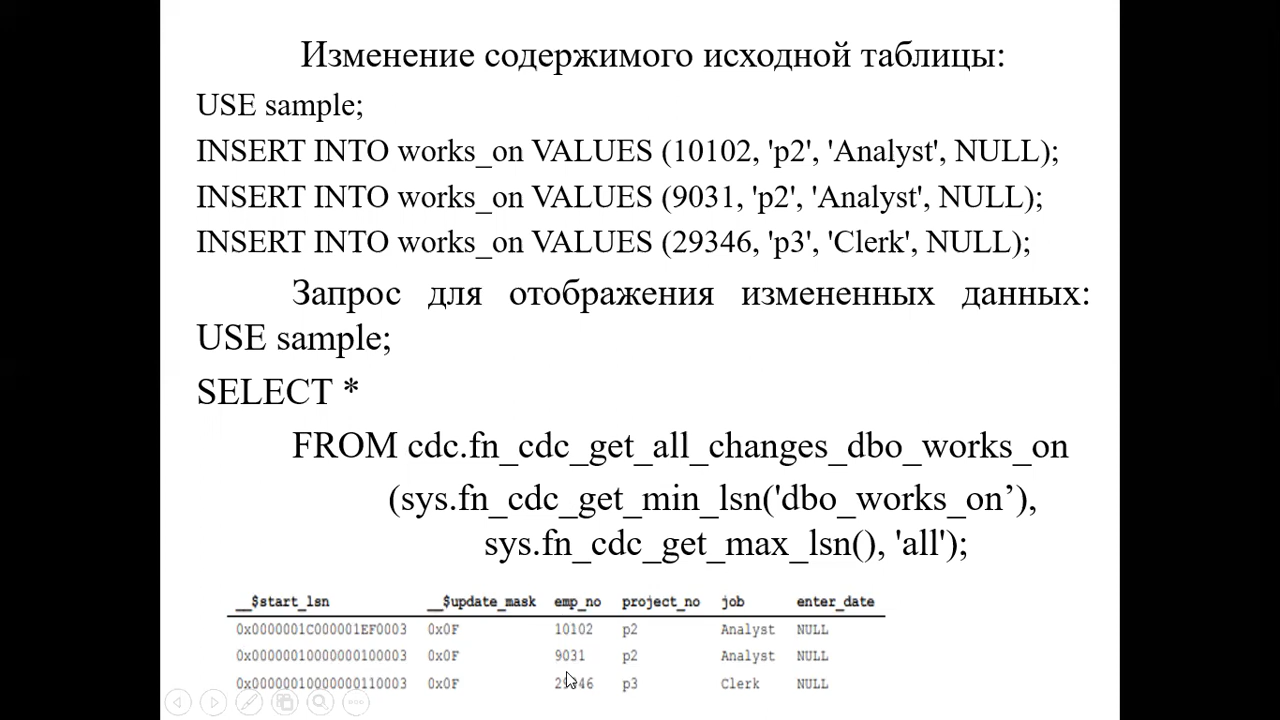 Изменение содержимого исходной таблицы:
USE sample;
INSERT INTO works_on VALUES (10102, 'p2', 'Analyst', NULL);
INSERT INTO works_on VALUES (9031, 'p2', 'Analyst', NULL);
INSERT INTO works_on VALUES (29346, 'p3', 'Clerk', NULL);
Запрос для отображения измененных данных:
USE sample;
SELECT *
FROM cdc.fn_cdc_get_all_changes_dbo_works_on
(sys.fn_cdc_get_min_lsn('dbo_works_on’),
sys.fn_cdc_get_max_lsn(), 'all');
__$start_lsn __$update_mask emp_no project_no job enter_date
0x0000001C000001EF0003 0x0F 10102 p2 Analyst NULL
0x00000010000000100003 0x0F 9031 p2 Analyst NULL
0x00000010000000110003 0x0F 29346 p3 Clerk NULL